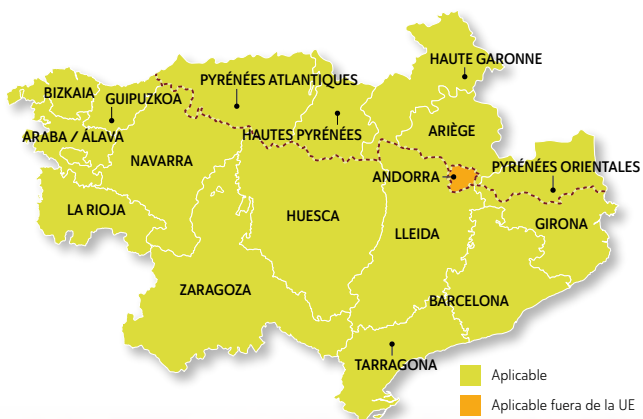 HAUTE GARONNE
PYRÉNÉES ATLANTIQUES
BIZKAIA
GUIPUZKOA
ARABA / ÁLAVA
HAUTES PYRÉNÉES
ARIÈGE
NAVARRA
ANDORRA
PYRÉNÉES ORIENTALES
LA RIOJA
HUESCA
GIRONA
LLEIDA
ZARAGOZA
BARCELONA
TARRAGONA
Aplicable
Aplicable fuera de la UE